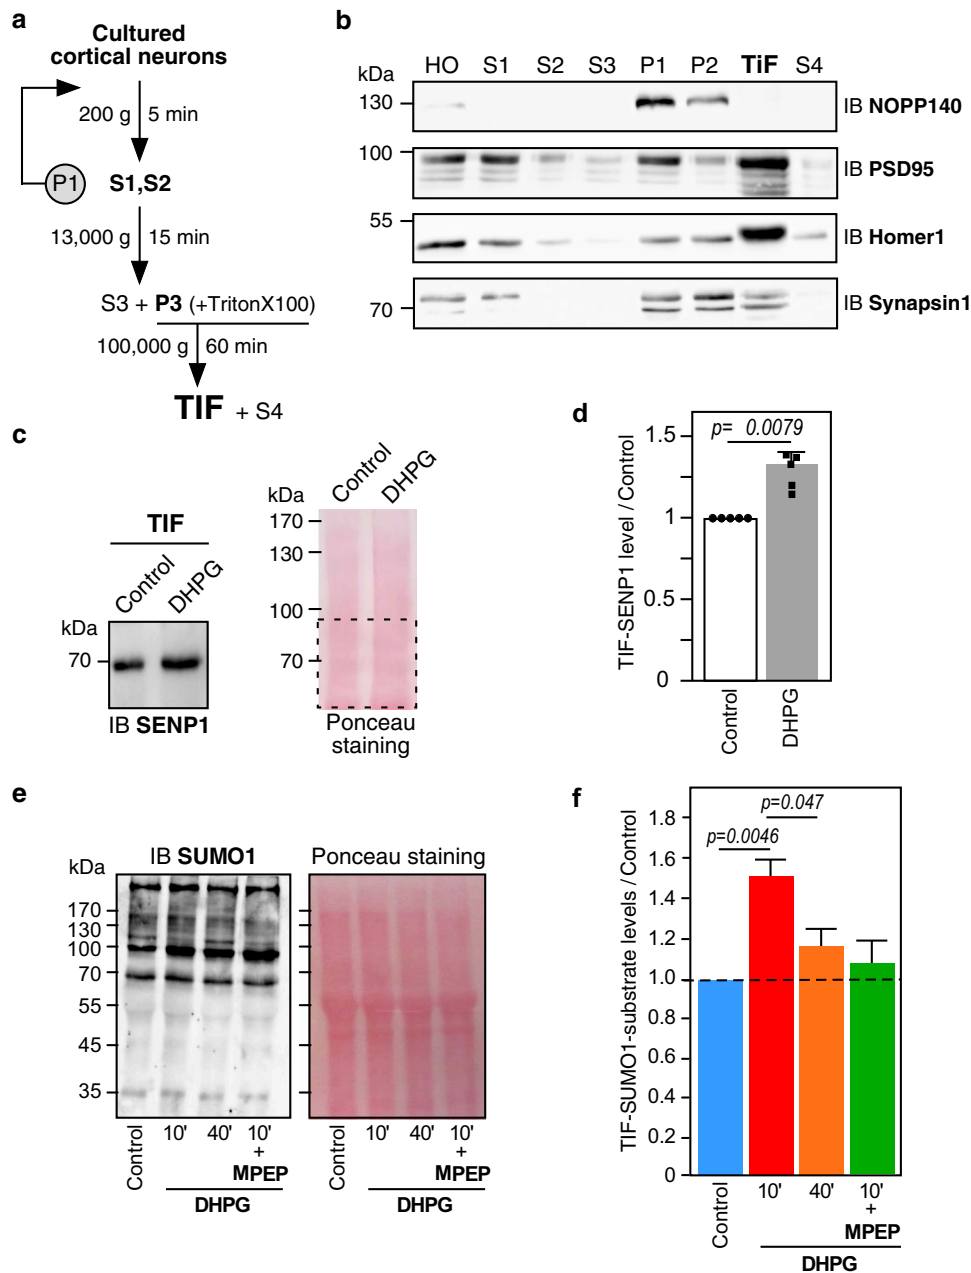 a
Cultured
cortical neurons
200 g 5 min
P1 S1,S2
13,000 g 15 min
S3 + P3 (+TritonX100)
100,000 g 60 min
TIF + S4
b
kDa HO S1 S2 S3 P1 P2 TiF S4
130 IB NOPP140
100 IB PSD95
55 IB Homer1
70 IB Synapsin1
c
TIF
Control DHPG
kDa
70
IB SENP1
Control DHPG
kDa
170
130
100
70
Ponceau
staining
d
TIF-SENP1 level / Control
1.5
1
0.5
0
p= 0.0079
Control
DHPG
e
IB SUMO1 Ponceau staining
kDa
170
130
100
70
55
45
35
Control 10' 40' 10'
+
MPEP
DHPG
Control 10' 40' 10'
+
MPEP
DHPG
f
TIF-SUMO1-substrate levels / Control
1.8
1.6
1.4
1.2
1.0
0.8
0.6
0.4
0.2
0
p=0.047
p=0.0046
Control 10' 40' 10'
+
MPEP
DHPG